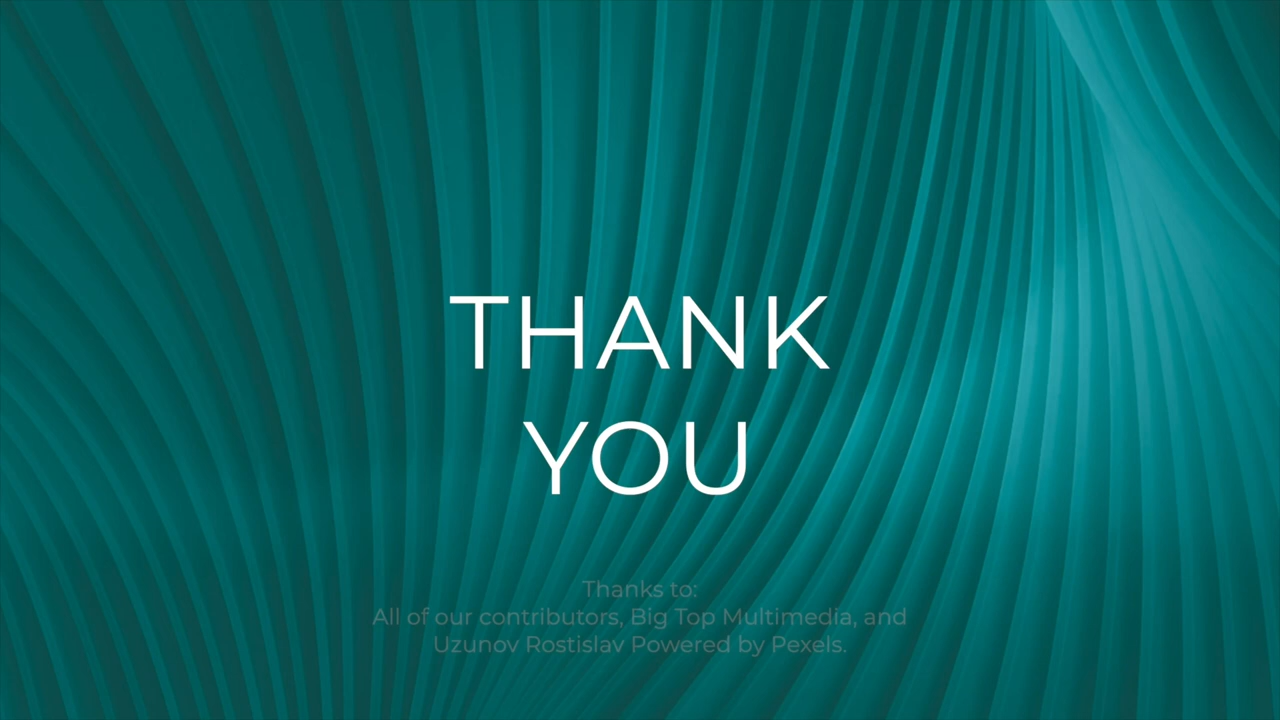 THANK
YOU
Thanks to:
All of our contributors, Big Top Multimedia, and
Uzunov Rostislav Powered by Pexels.